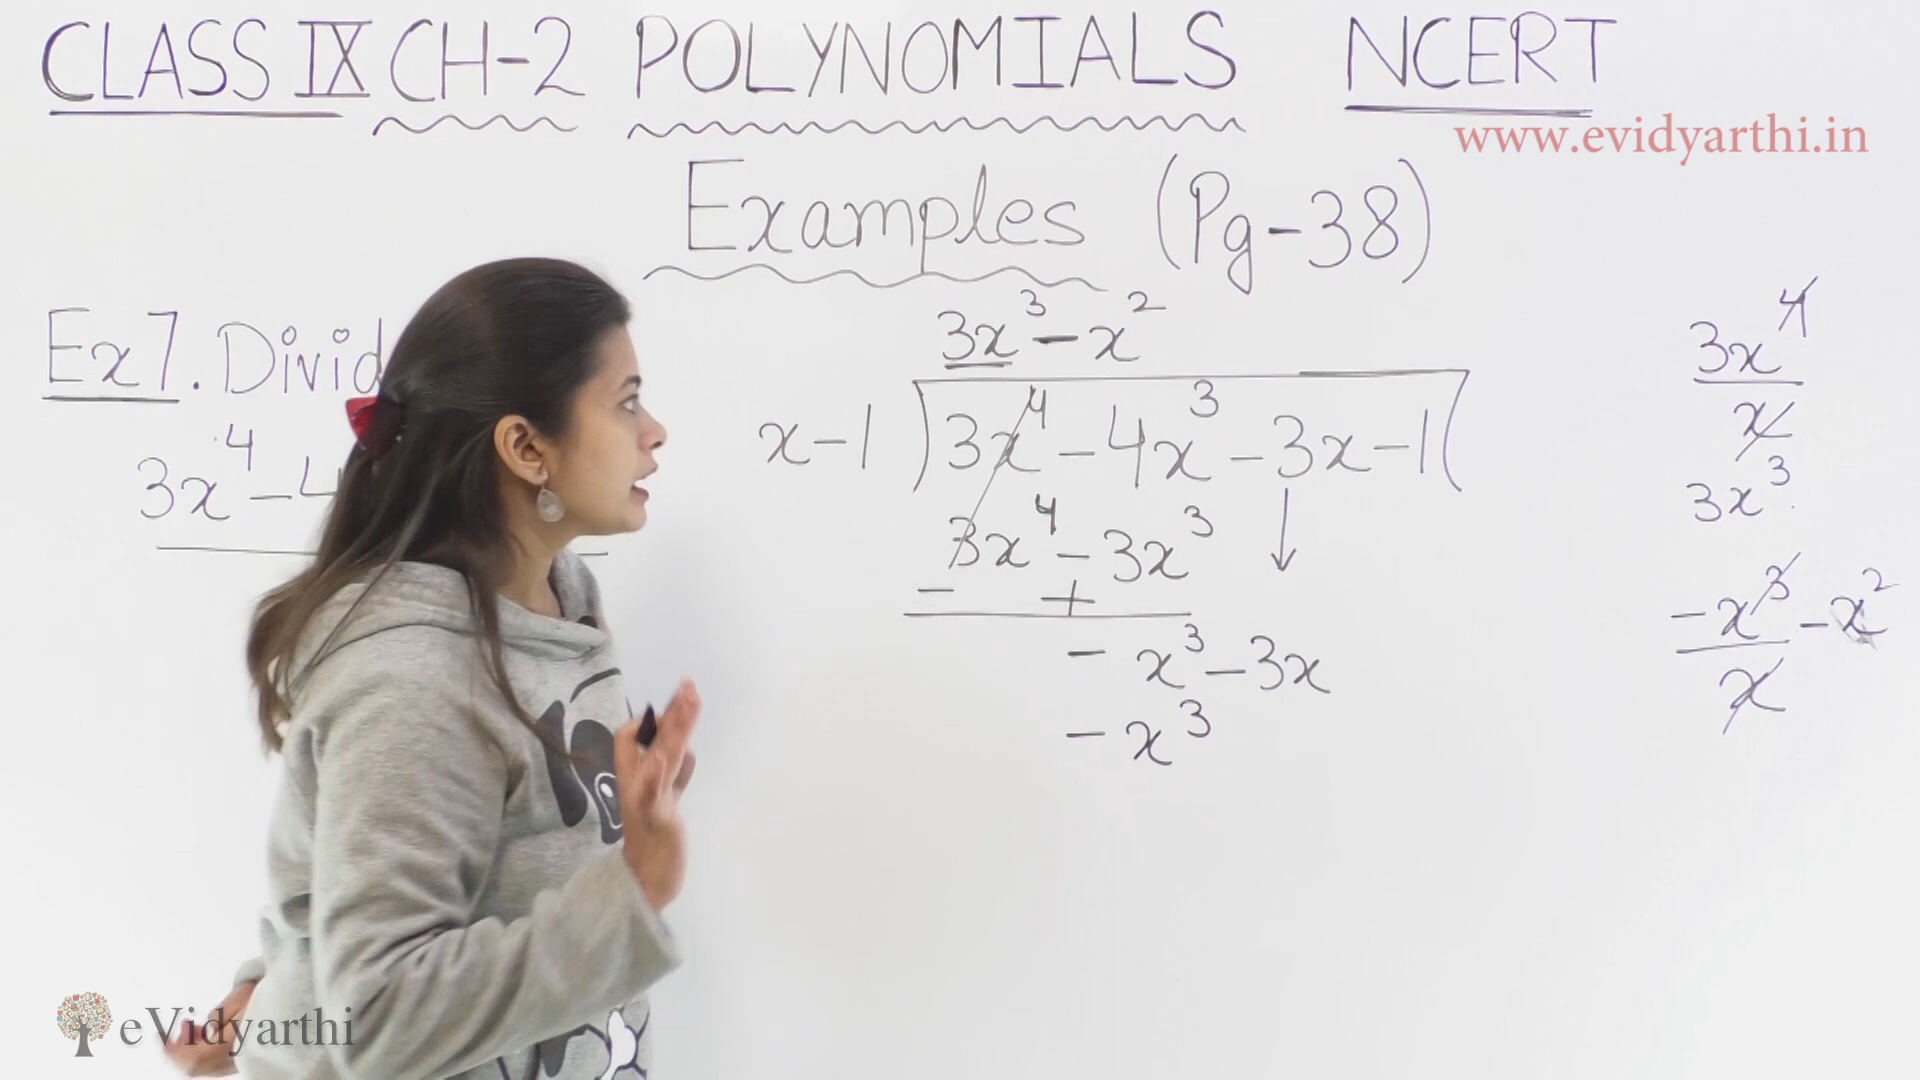 CLASS IX CH-2 POLYNOMIALS NCERT
www.evidyarthi.in
Examples (Pg-38)
Ex7. Divid
3x⁴-4
3x³-x²
x-1 ) 3x⁴-4x³-3x-1 (
3x⁴-3x³
- +
- x³-3x
- x³
3x⁴
x
3x³
-x³ -x²
x
eVidyarthi